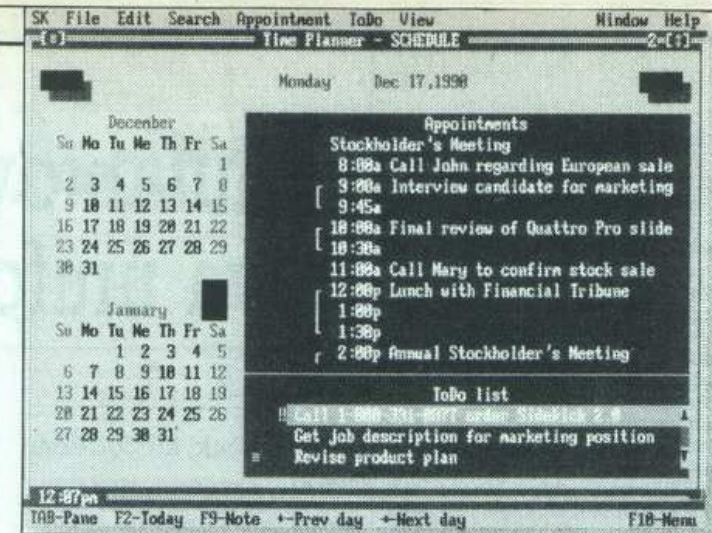 SK File Edit Search Appointment ToDo View Window Help
Time Planner - SCHEDULE
Monday Dec 17,1990
December
Su Mo Tu We Th Fr Sa
1
2 3 4 5 6 7 8
9 10 11 12 13 14 15
16 17 18 19 20 21 22
23 24 25 26 27 28 29
30 31
January
Su Mo Tu We Th Fr Sa
1 2 3 4 5
6 7 8 9 10 11 12
13 14 15 16 17 18 19
20 21 22 23 24 25 26
27 28 29 30 31
Appointments
Stockholder's Meeting
8:00a Call John regarding European sale
9:00a Interview candidate for marketing
9:45a
10:00a Final review of Quattro Pro slide
10:30a
11:00a Call Mary to confirm stock sale
12:00p Lunch with Financial Tribune
1:00p
1:30p
2:00p Annual Stockholder's Meeting
ToDo list
!! Call order Sidekick 2.0
Get job description for marketing position
≡ Revise product plan
12:07pm
TAB-Pane F2-Today F9-Note ←-Prev day →-Next day F10-Menu